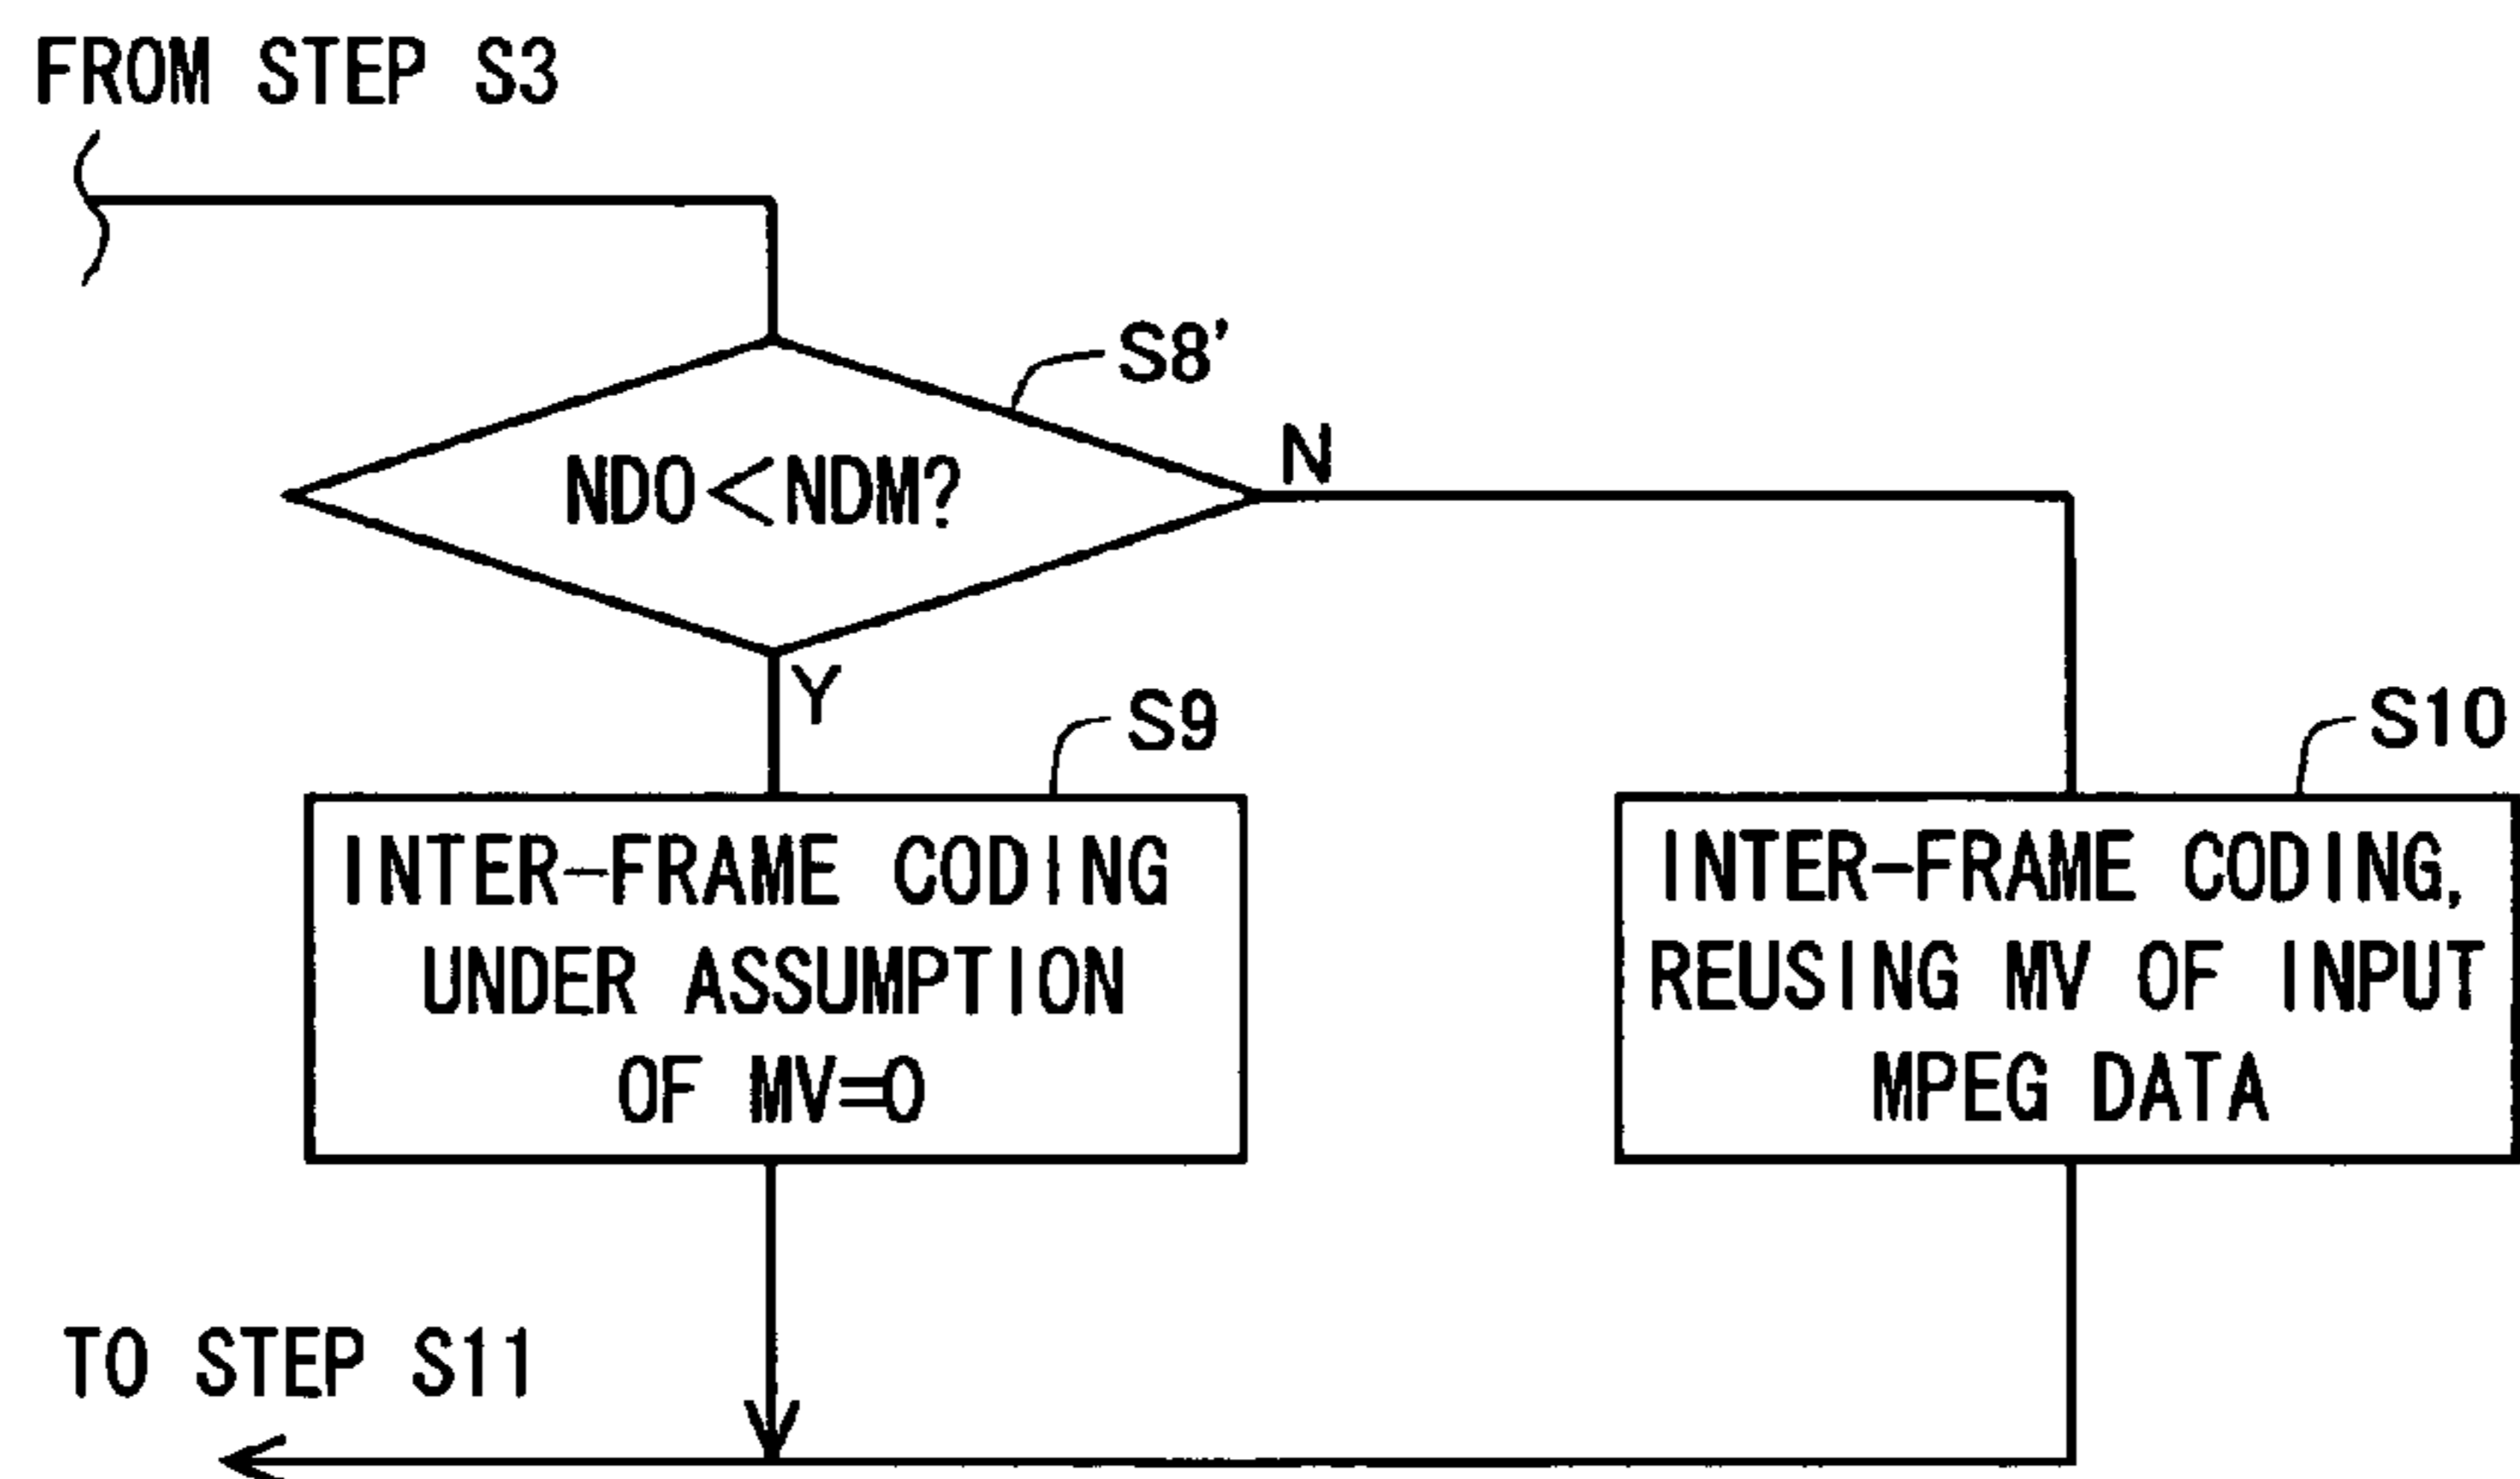 FROM STEP S3
S8'
NDO<NDM?
N
Y
S9
S10
INTER-FRAME CODING
UNDER ASSUMPTION
OF MV=0
INTER-FRAME CODING,
REUSING MV OF INPUT
MPEG DATA
TO STEP S11